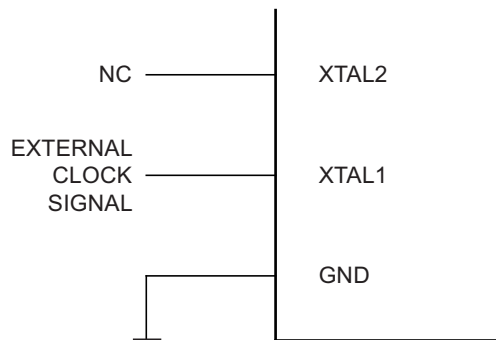 NC
XTAL2
EXTERNAL
CLOCK
SIGNAL
XTAL1
GND